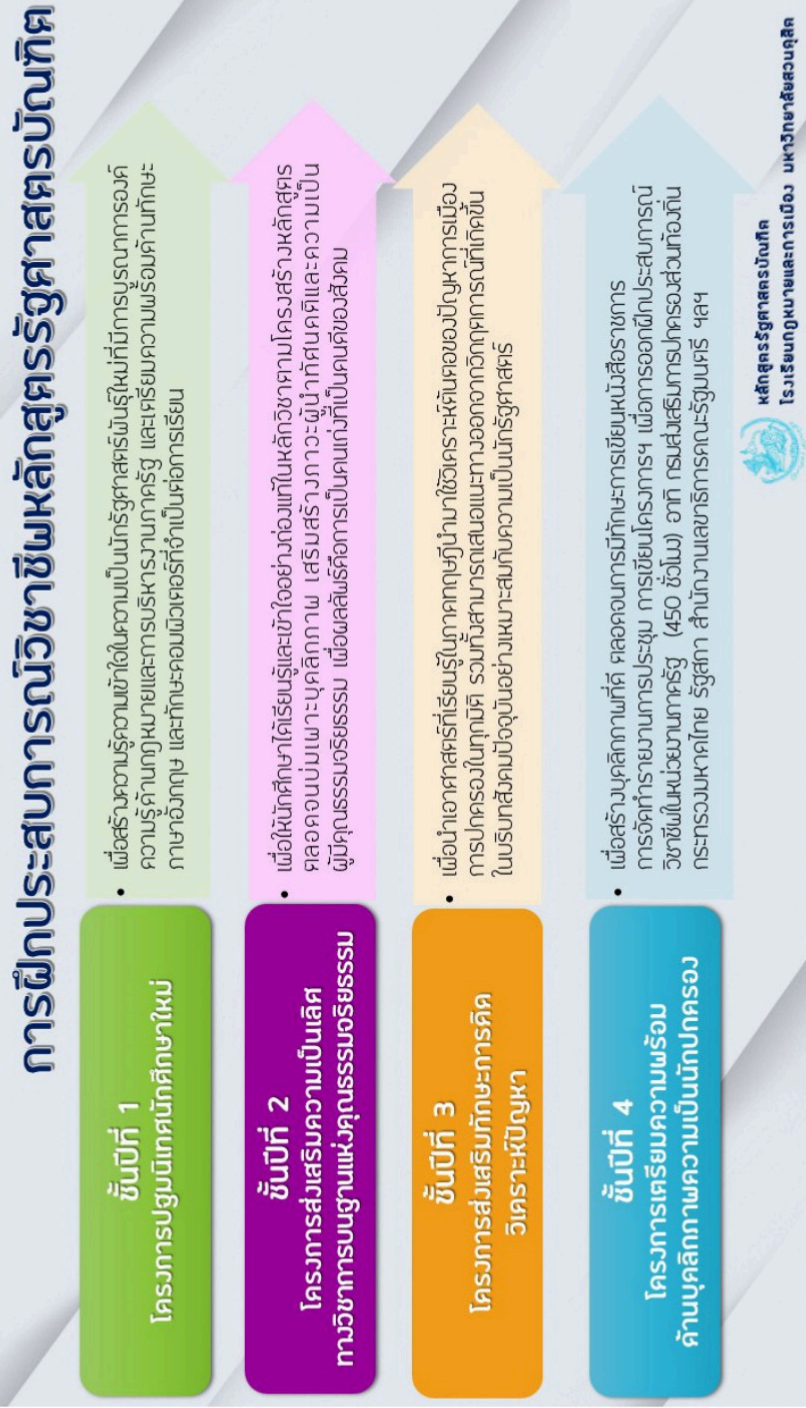 การฝึกประสบการณ์วิชาชีพหลักสูตรรัฐศาสตรบัณฑิต
ชั้นปีที่ 1
โครงการปฐมนิเทศนักศึกษาใหม่
• เพื่อสร้างความรู้ความเข้าใจในความเป็นนักรัฐศาสตร์พันธุ์ใหม่ที่มีการบูรณาการองค์
ความรู้ด้านกฎหมายและการบริหารงานภาครัฐ และเตรียมความพร้อมด้านทักษะ
ภาษาอังกฤษ และทักษะคอมพิวเตอร์ที่จำเป็นต่อการเรียน
ชั้นปีที่ 2
โครงการส่งเสริมความเป็นเลิศ
ทางวิชาการบนฐานแห่งคุณธรรมจริยธรรม
• เพื่อให้นักศึกษาได้เรียนรู้และเข้าใจอย่างถ่องแท้ในหลักวิชาตามโครงสร้างหลักสูตร
ตลอดจนบ่มเพาะบุคลิกภาพ เสริมสร้างภาวะผู้นำทัศนคติและความเป็น
ผู้มีคุณธรรมจริยธรรม เพื่อผลลัพธ์คือการเป็นคนเก่งที่เป็นคนดีของสังคม
ชั้นปีที่ 3
โครงการส่งเสริมทักษะการคิด
วิเคราะห์ปัญหา
• เพื่อนำเอาศาสตร์ที่เรียนรู้ในภาคทฤษฎีนำมาใช้วิเคราะห์ต้นตอของปัญหาการเมือง
การปกครองในทุกมิติ รวมทั้งสามารถเสนอแนะทางออกจากวิกฤตการณ์ที่เกิดขึ้น
ในบริบทสังคมปัจจุบันอย่างเหมาะสมกับความเป็นนักรัฐศาสตร์
ชั้นปีที่ 4
โครงการเตรียมความพร้อม
ด้านบุคลิกภาพความเป็นนักปกครอง
• เพื่อสร้างบุคลิกภาพที่ดี ตลอดจนการมีทักษะการเขียนหนังสือราชการ
การจัดทำรายงานการประชุม การเขียนโครงการฯ เพื่อการออกฝึกประสบการณ์
วิชาชีพในหน่วยงานภาครัฐ (450 ชั่วโมง) อาทิ กรมส่งเสริมการปกครองส่วนท้องถิ่น
กระทรวงมหาดไทย รัฐสภา สำนักงานเลขาธิการคณะรัฐมนตรี ฯลฯ
หลักสูตรรัฐศาสตรบัณฑิต
โรงเรียนกฎหมายและการเมือง มหาวิทยาลัยสวนดุสิต